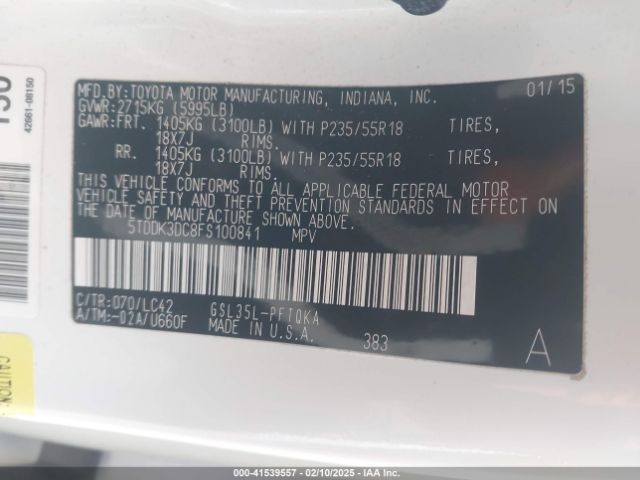 150
42661-08150
MFD.BY:TOYOTA MOTOR MANUFACTURING, INDIANA, INC. 01/15
GVWR:2715KG (5995LB)
GAWR:FRT. 1405KG (3100LB) WITH P235/55R18 TIRES,
18X7J RIMS.
RR. 1405KG (3100LB) WITH P235/55R18 TIRES,
18X7J RIMS.
THIS VEHICLE CONFORMS TO ALL APPLICABLE FEDERAL MOTOR
VEHICLE SAFETY AND THEFT PREVENTION STANDARDS IN EFFECT ON
THE DATE OF MANUFACTURE SHOWN ABOVE.
5TDDK3DC8FS100841 MPV
C/TR:070/LC42 GSL35L-PFTQKA
A/TM:-02A/U660F MADE IN U.S.A. 383
A
CAUTION:
000-41539557 — 02/10/2025 — IAA Inc.